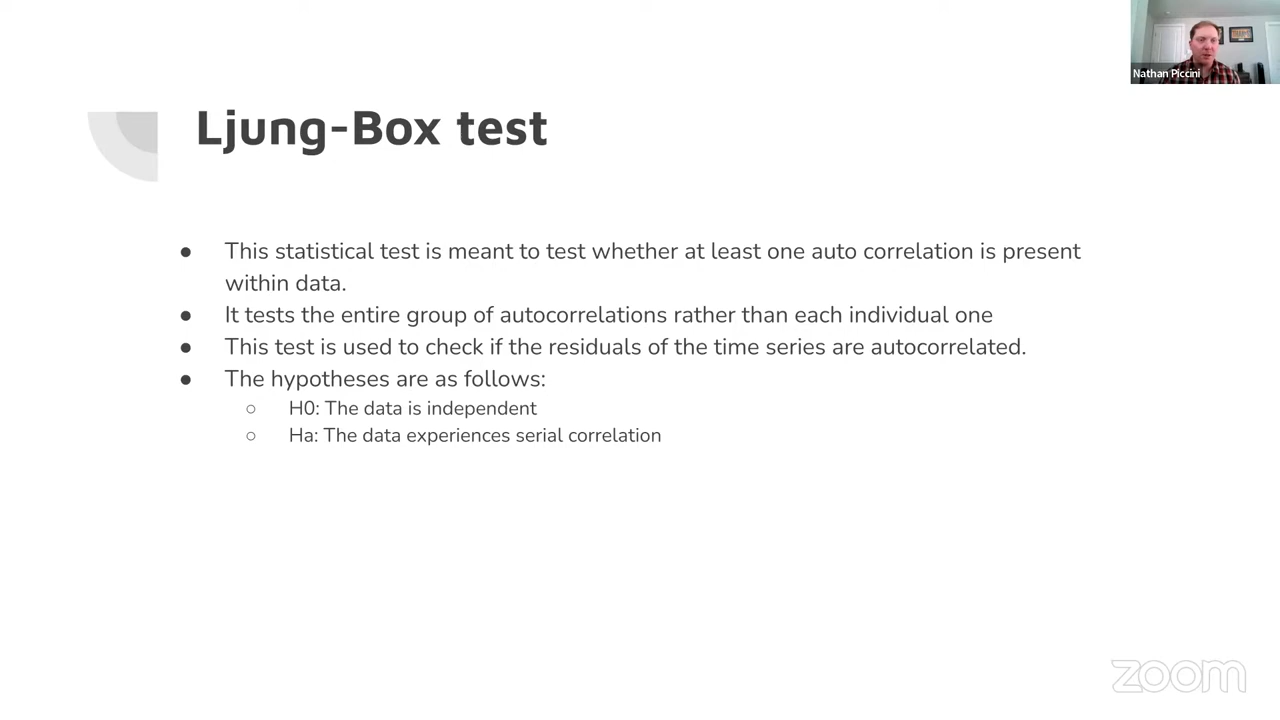 Nathan Piccini
Ljung-Box test
● This statistical test is meant to test whether at least one auto correlation is present
within data.
● It tests the entire group of autocorrelations rather than each individual one
● This test is used to check if the residuals of the time series are autocorrelated.
● The hypotheses are as follows:
○ H0: The data is independent
○ Ha: The data experiences serial correlation
zoom